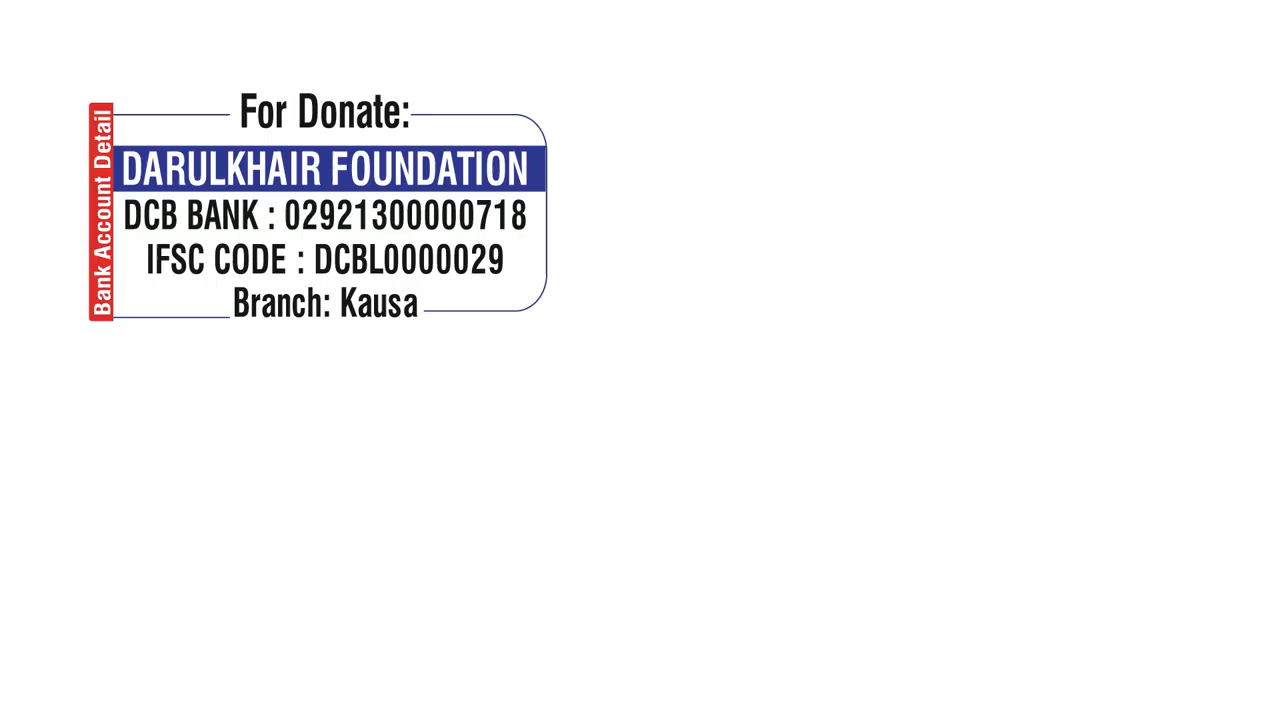 For Donate:
Bank Account Detail
DARULKHAIR FOUNDATION
DCB BANK : 02921300000718
IFSC CODE : DCBL0000029
Branch: Kausa